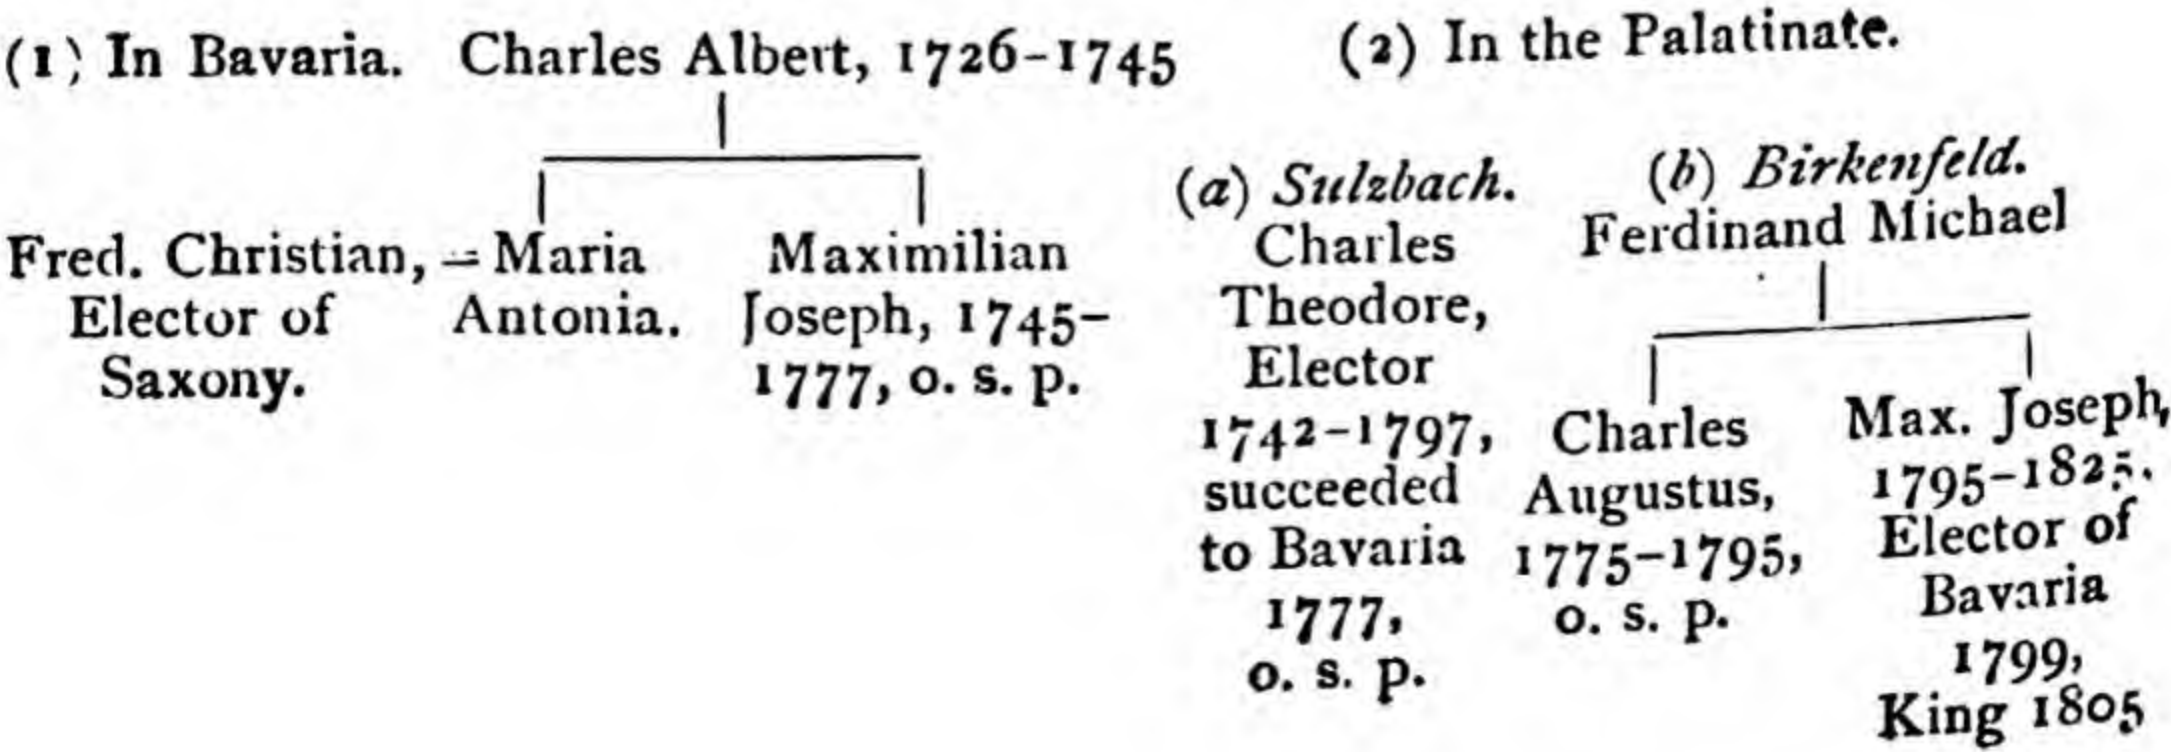 (1) In Bavaria. Charles Albert, 1726–1745
Fred. Christian, = Maria
Elector of Antonia.
Saxony.
Maximilian
Joseph, 1745–
1777, o. s. p.
(2) In the Palatinate.
(a) Sulzbach.
Charles
Theodore,
Elector
1742–1797,
succeeded
to Bavaria
1777,
o. s. p.
(b) Birkenfeld.
Ferdinand Michael
Charles
Augustus,
1775–1795,
o. s. p.
Max. Joseph,
1795–1825.
Elector of
Bavaria
1799,
King 1805